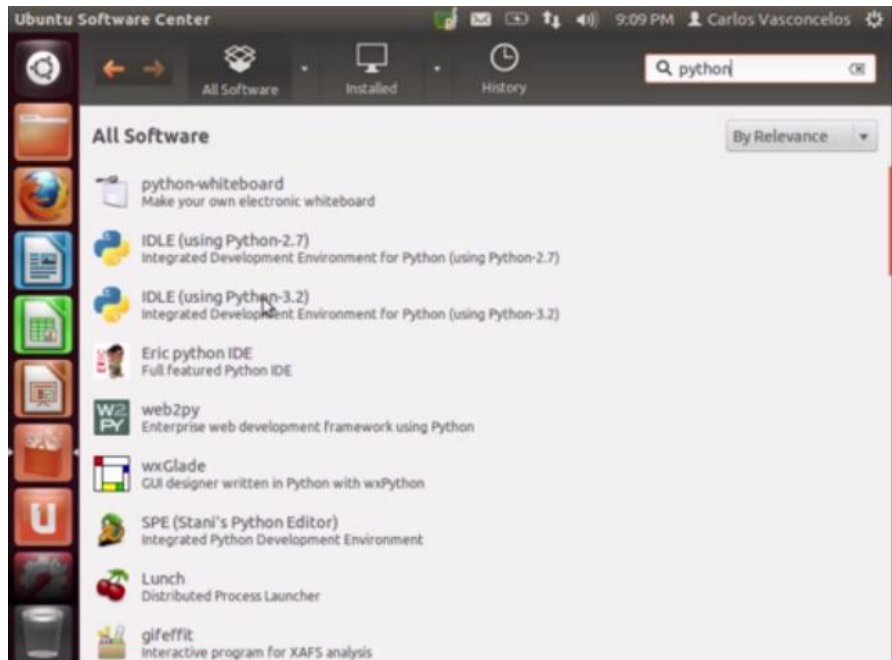 Ubuntu Software Center
9:09 PM
Carlos Vasconcelos
All Software
Installed
History
python
All Software
By Relevance
python-whiteboard
Make your own electronic whiteboard
IDLE (using Python-2.7)
Integrated Development Environment for Python (using Python-2.7)
IDLE (using Python-3.2)
Integrated Development Environment for Python (using Python-3.2)
ERIC
Eric python IDE
Full featured Python IDE
W2
PY
web2py
Enterprise web development framework using Python
wxGlade
GUI designer written in Python with wxPython
SPE (Stani's Python Editor)
Integrated Python Development Environment
Lunch
Distributed Process Launcher
gifeffit
Interactive program for XAFS analysis